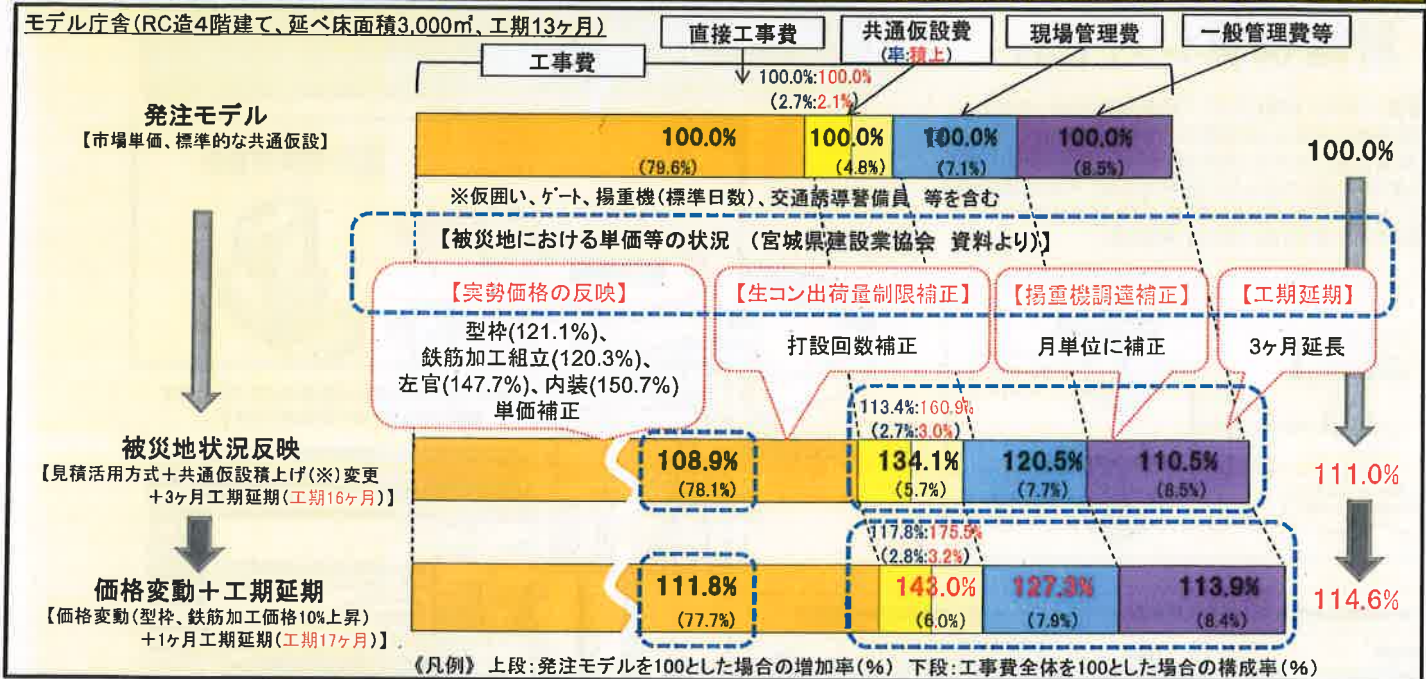 モデル庁舎(RC造4階建て、延べ床面積3,000㎡、工期13ヶ月)
工事費
直接工事費
共通仮設費
(率:積上)
現場管理費
一般管理費等
100.0%:100.0%
(2.7%:2.1%)
発注モデル
【市場単価、標準的な共通仮設】
100.0%
(79.6%)
100.0%
(4.8%)
100.0%
(7.1%)
100.0%
(8.5%)
100.0%
※仮囲い、ゲート、揚重機(標準日数)、交通誘導警備員 等を含む
【被災地における単価等の状況 (宮城県建設業協会 資料より)】
【実勢価格の反映】
型枠(121.1%)、
鉄筋加工組立(120.3%)、
左官(147.7%)、内装(150.7%)
単価補正
【生コン出荷量制限補正】
打設回数補正
【揚重機調達補正】
月単位に補正
【工期延期】
3ヶ月延長
113.4%:160.9%
(2.7%:3.0%)
被災地状況反映
【見積活用方式+共通仮設積上げ(※)変更
+3ヶ月工期延期(工期16ヶ月)】
108.9%
(78.1%)
134.1%
(5.7%)
120.5%
(7.7%)
110.5%
(8.5%)
111.0%
117.8%:175.5%
(2.8%:3.2%)
価格変動+工期延期
【価格変動(型枠、鉄筋加工価格10%上昇)
+1ヶ月工期延期(工期17ヶ月)】
111.8%
(77.7%)
143.0%
(6.0%)
127.3%
(7.9%)
113.9%
(8.4%)
114.6%
《凡例》 上段:発注モデルを100とした場合の増加率(%) 下段:工事費全体を100とした場合の構成率(%)